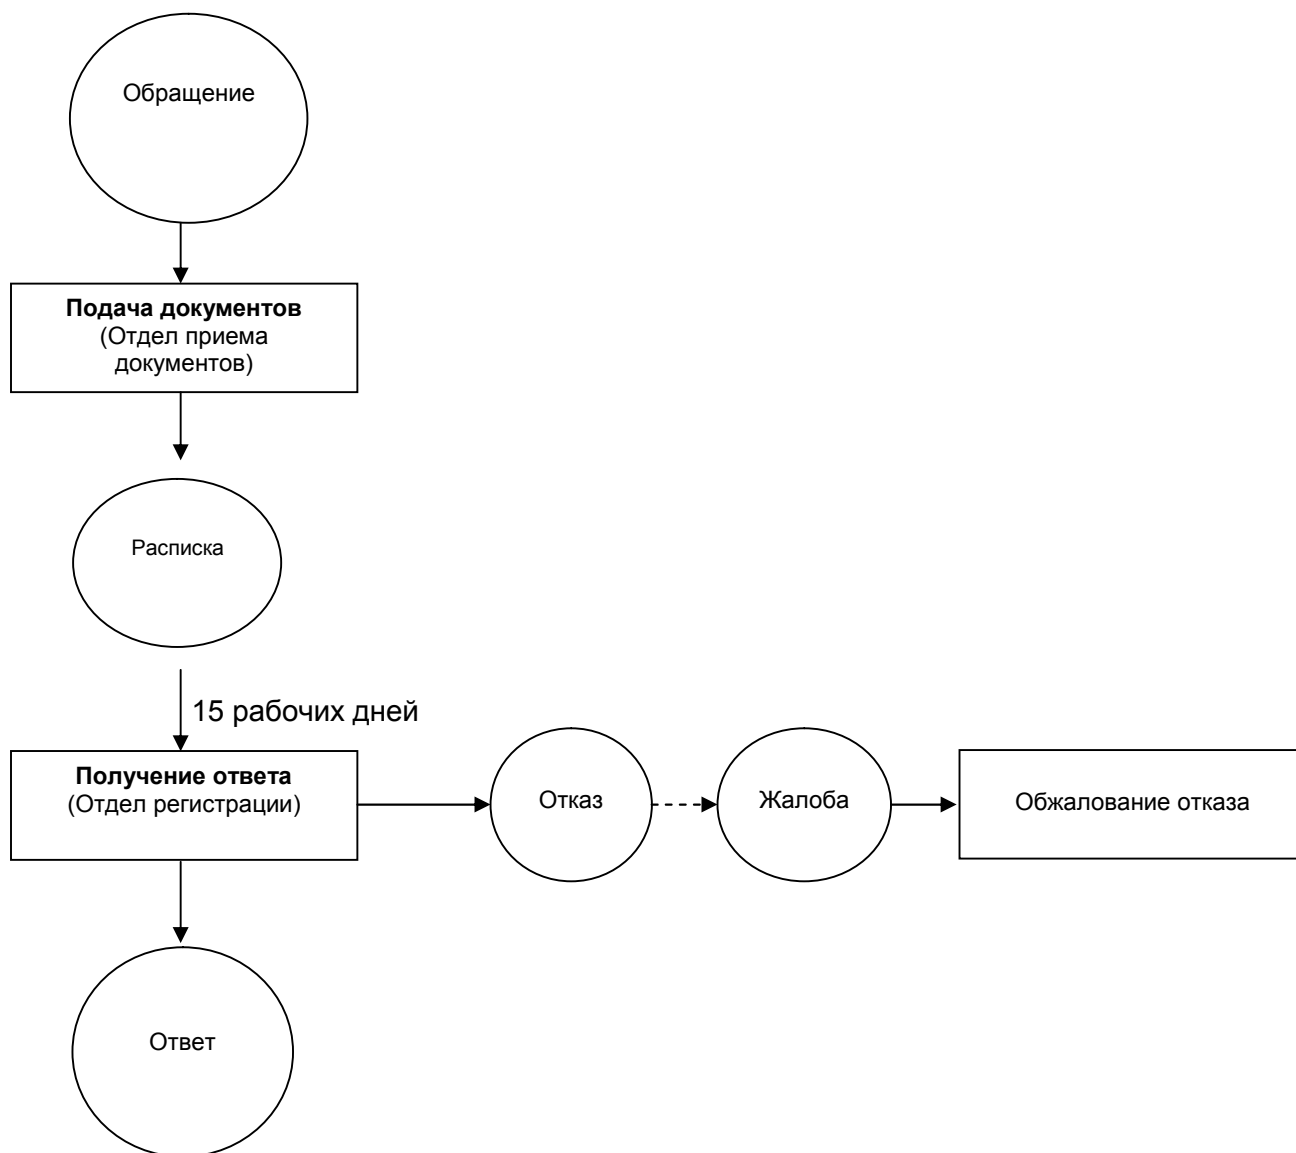 Обращение
Подача документов
(Отдел приема
документов)
Расписка
15 рабочих дней
Получение ответа
(Отдел регистрации)
Отказ
Жалоба
Обжалование отказа
Ответ